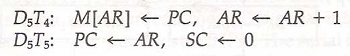 D₅T₄: M[AR] ← PC, AR ← AR + 1
D₅T₅: PC ← AR, SC ← 0